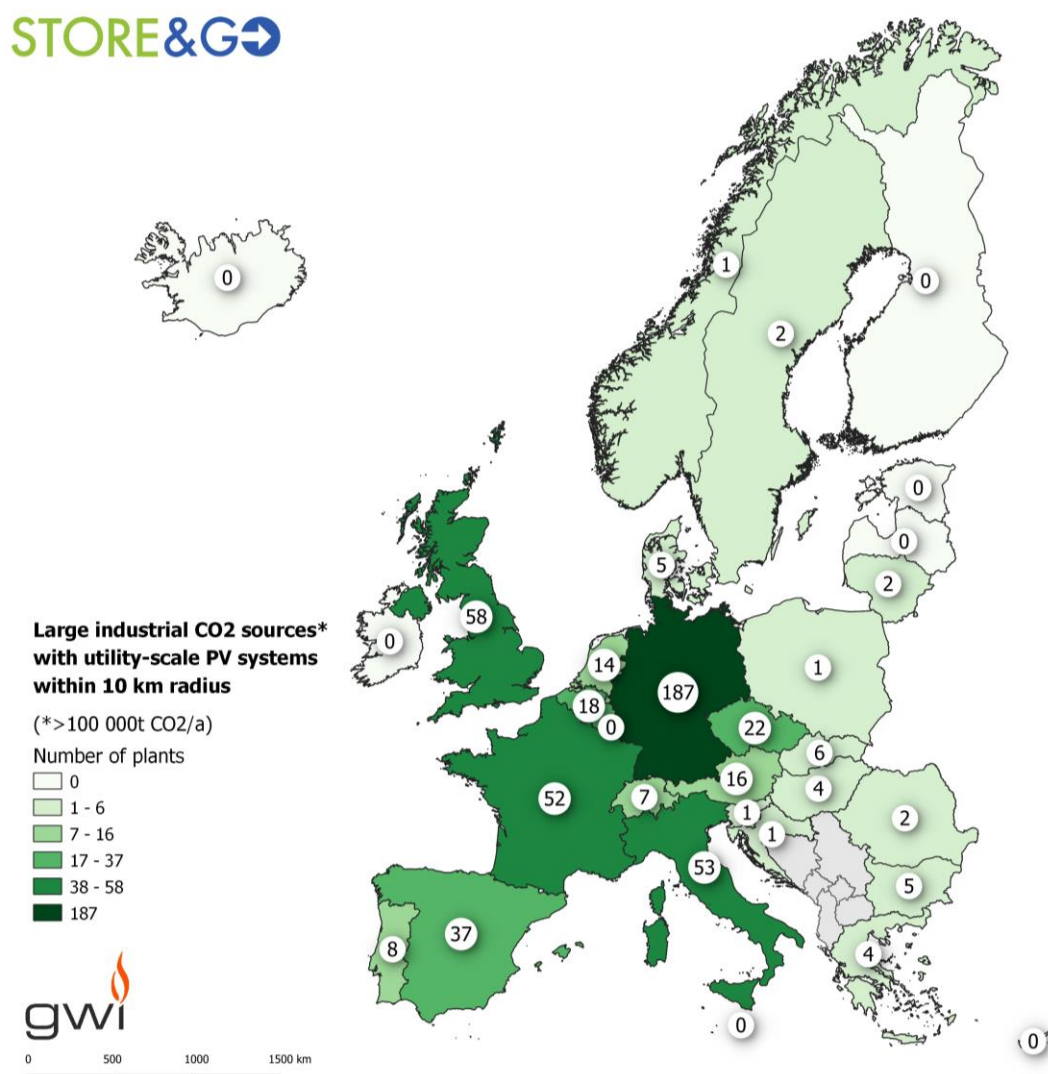 STORE&GO
0
1
0
2
0
0
5
2
58
0
14
1
187
18
0
22
6
16
4
52
7
1
2
1
53
5
37
8
4
0
0
Large industrial CO2 sources*
with utility-scale PV systems
within 10 km radius
(*>100 000t CO2/a)
Number of plants
0
1 - 6
7 - 16
17 - 37
38 - 58
187
gwi
0 500 1000 1500 km